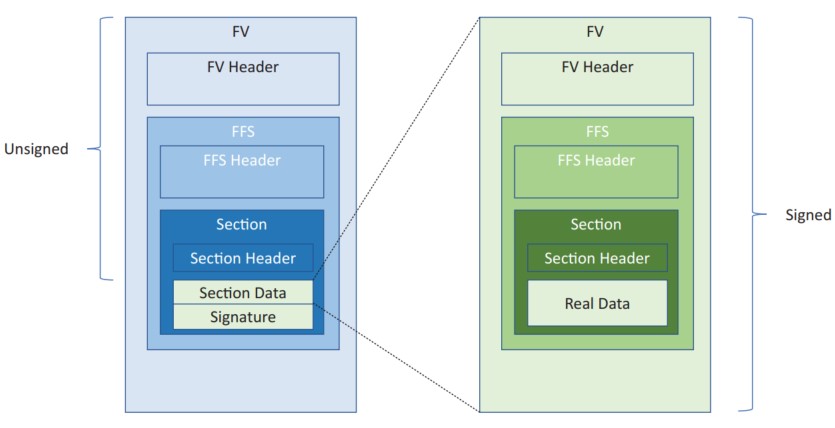 Unsigned
FV
FV Header
FFS
FFS Header
Section
Section Header
Section Data
Signature
FV
FV Header
FFS
FFS Header
Section
Section Header
Real Data
Signed